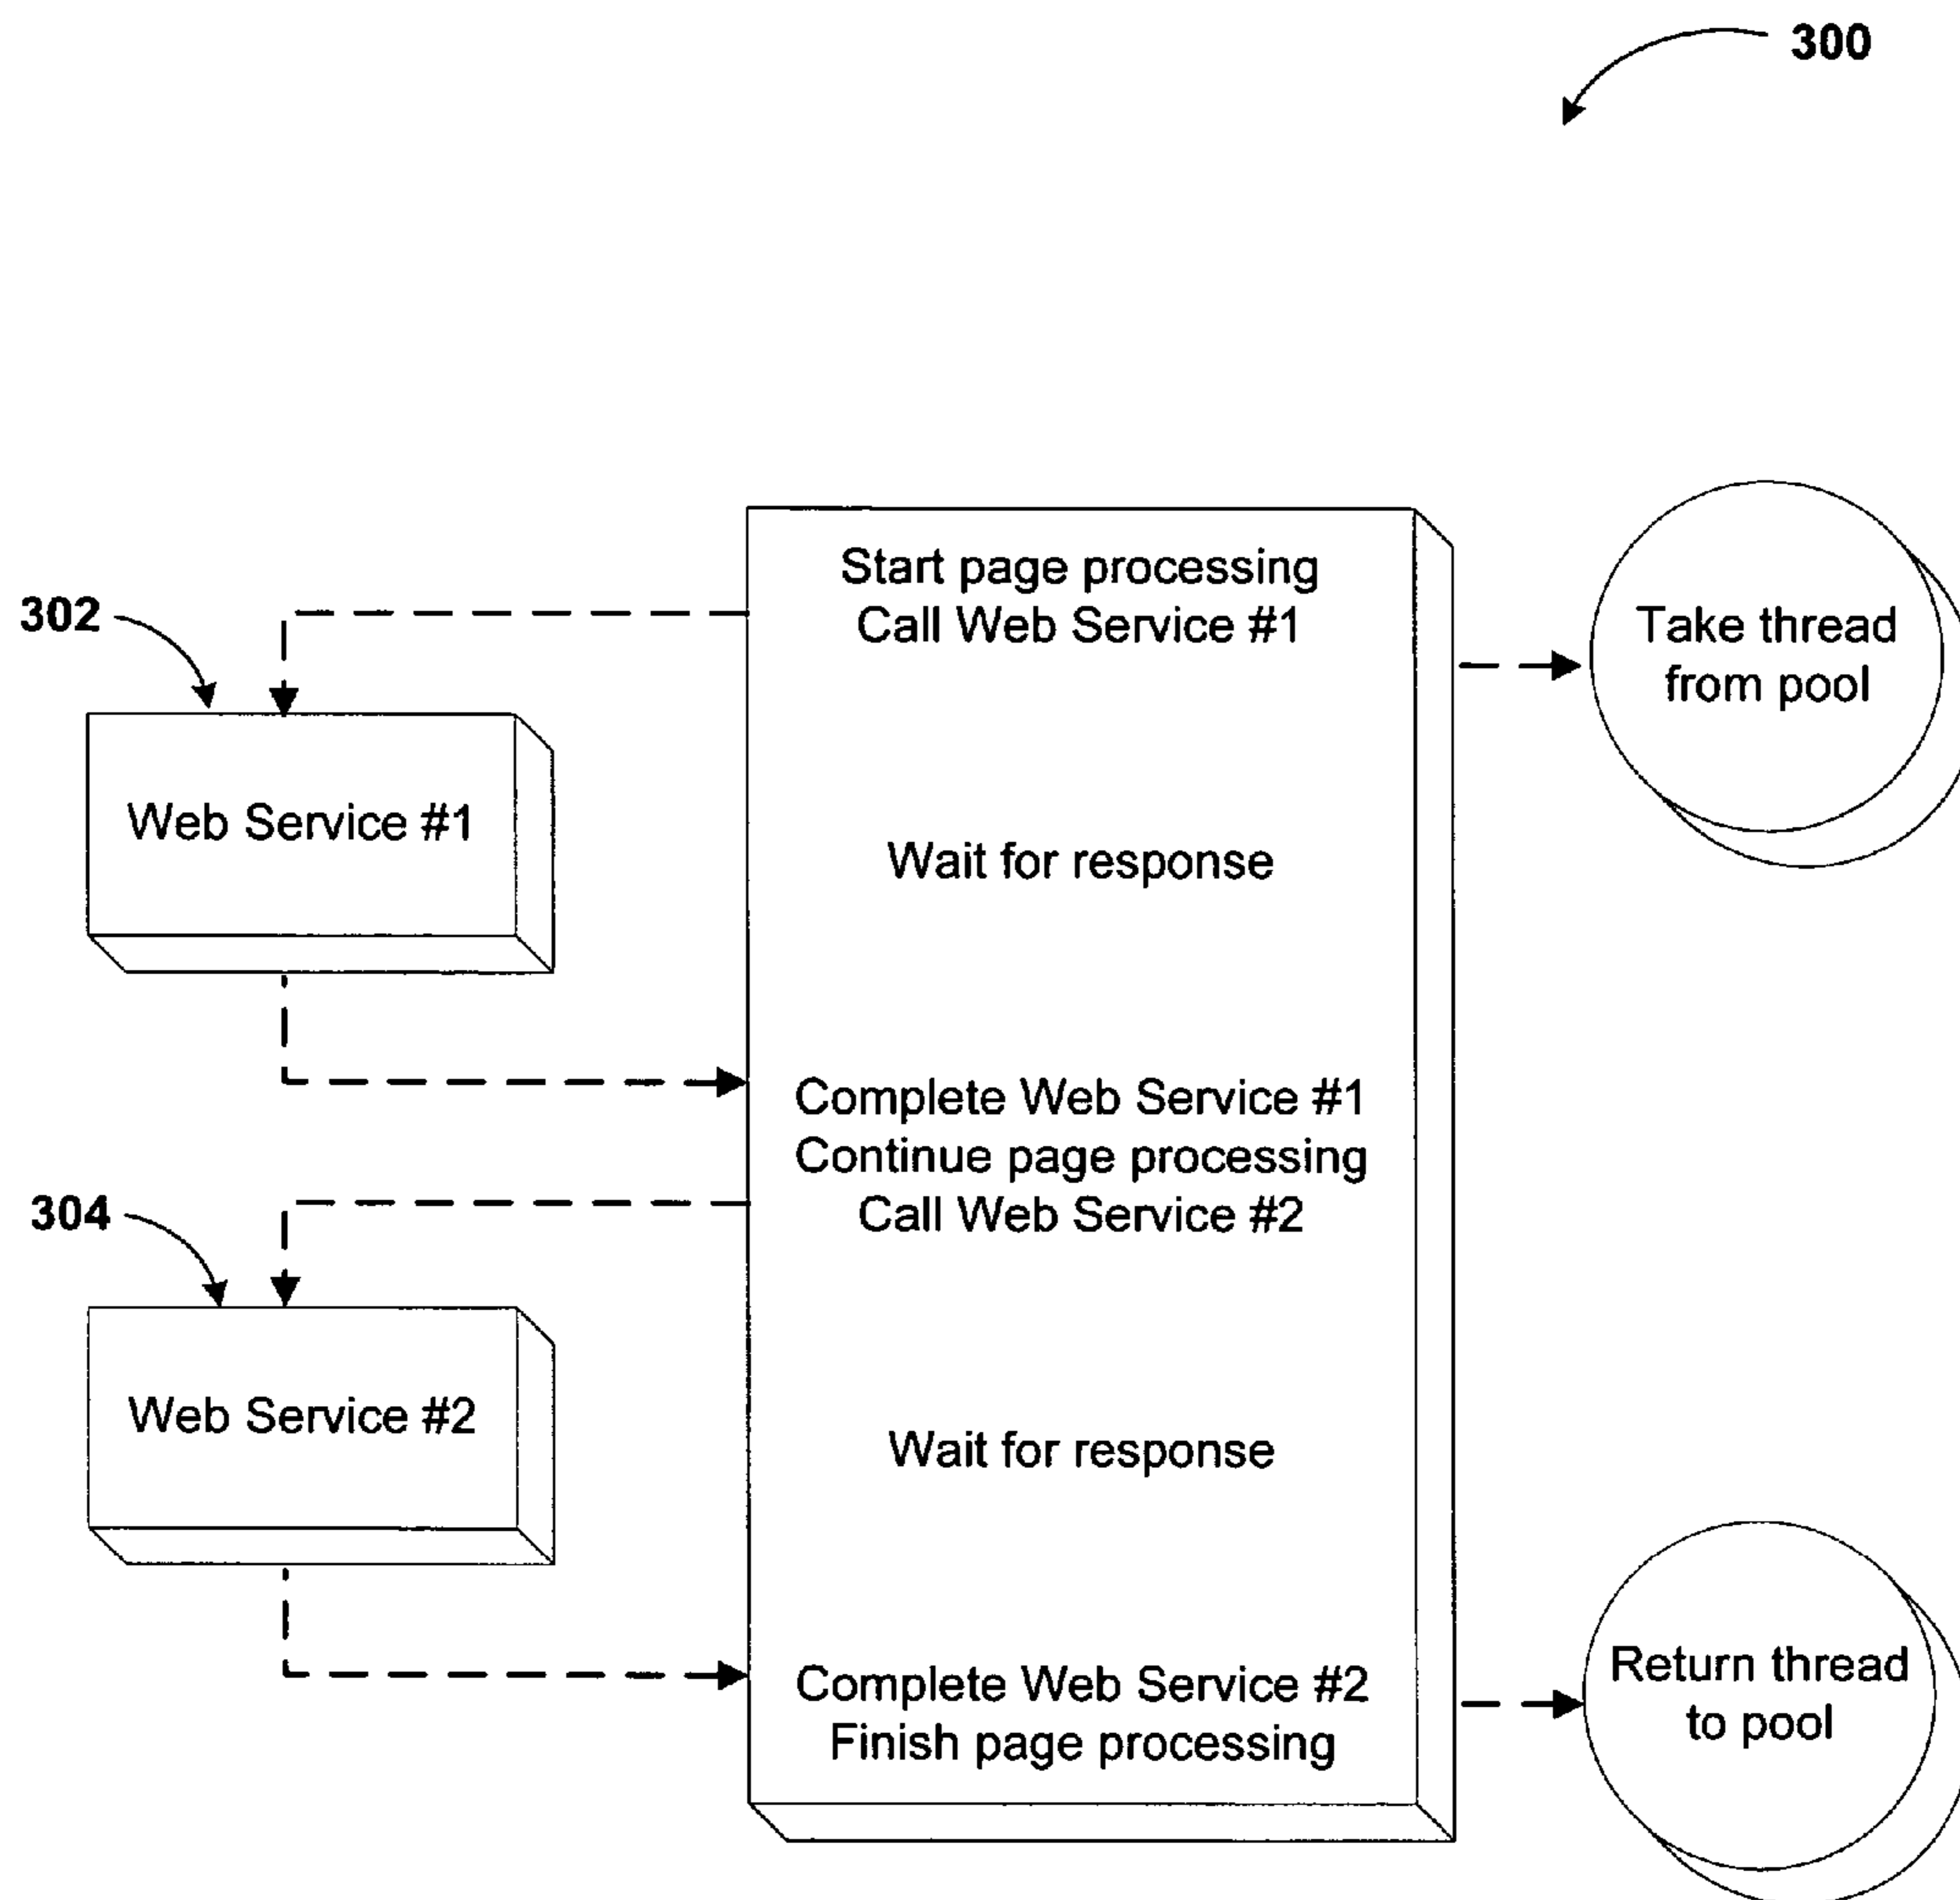 300
Start page processing
Call Web Service #1
302
Take thread
from pool
Web Service #1
Wait for response
Complete Web Service #1
Continue page processing
Call Web Service #2
304
Web Service #2
Wait for response
Complete Web Service #2
Finish page processing
Return thread
to pool